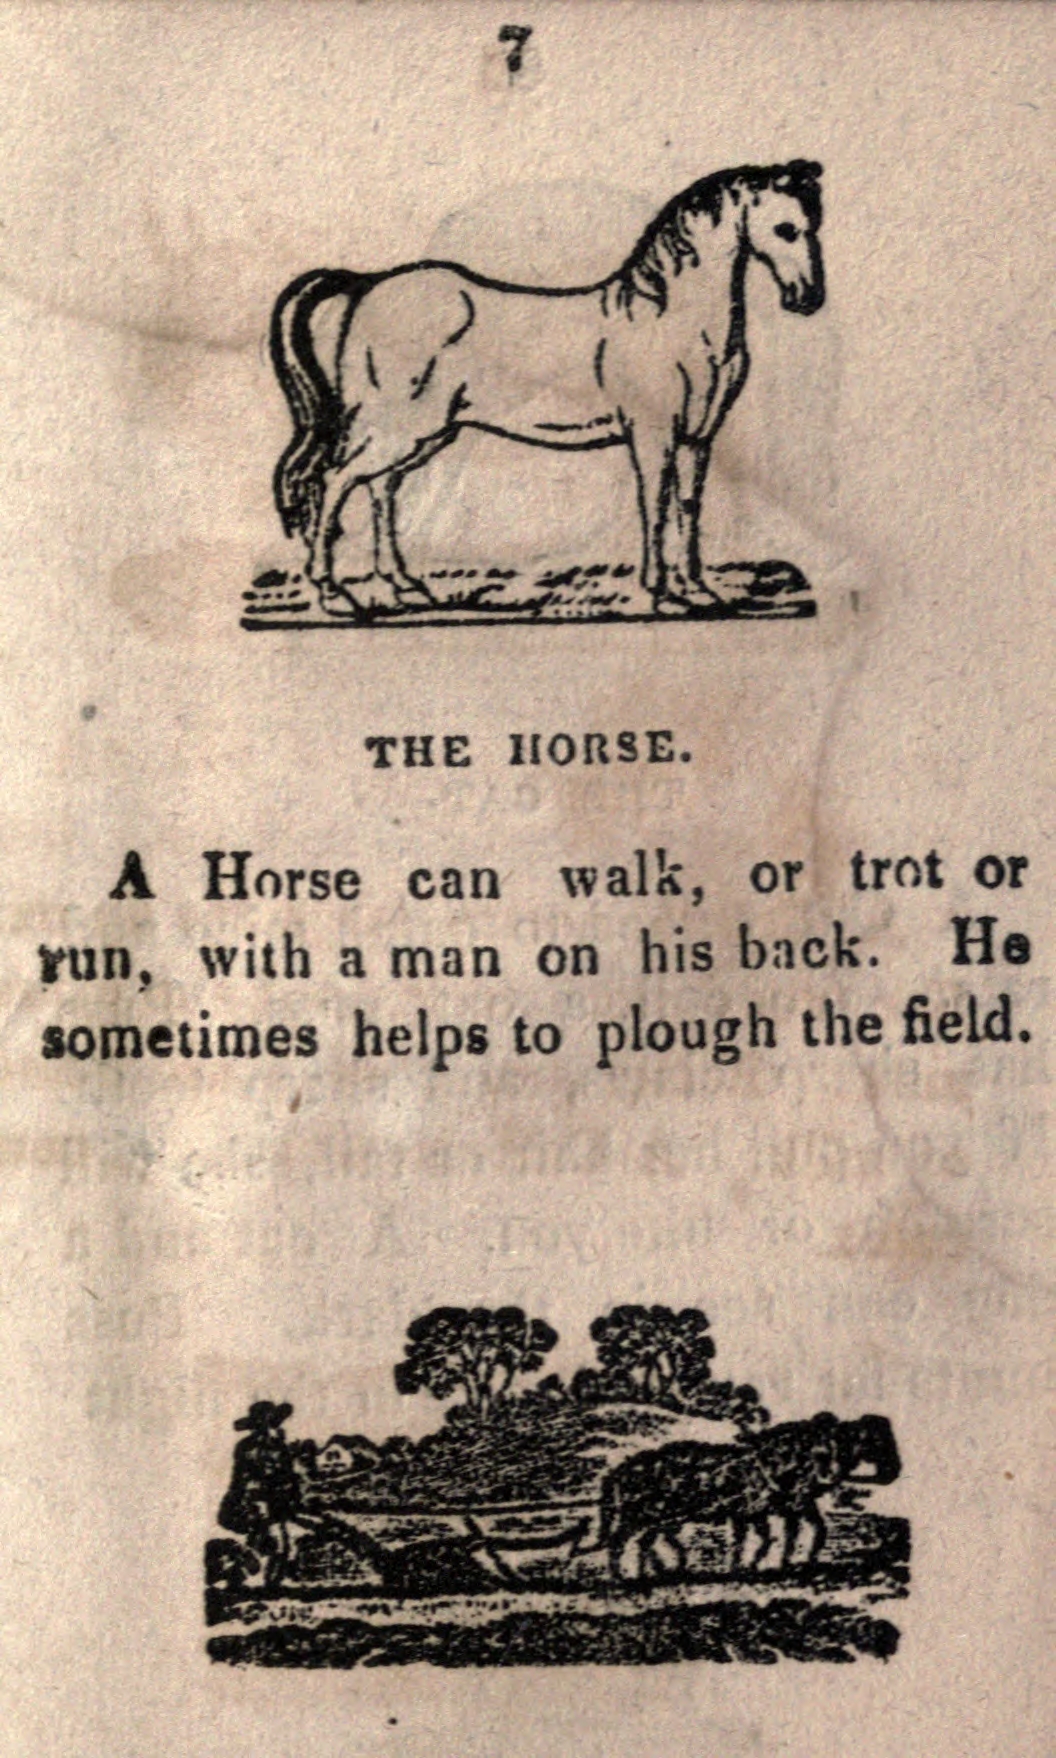 7
THE HORSE.
A Horse can walk, or trot or
run, with a man on his back. He
sometimes helps to plough the field.